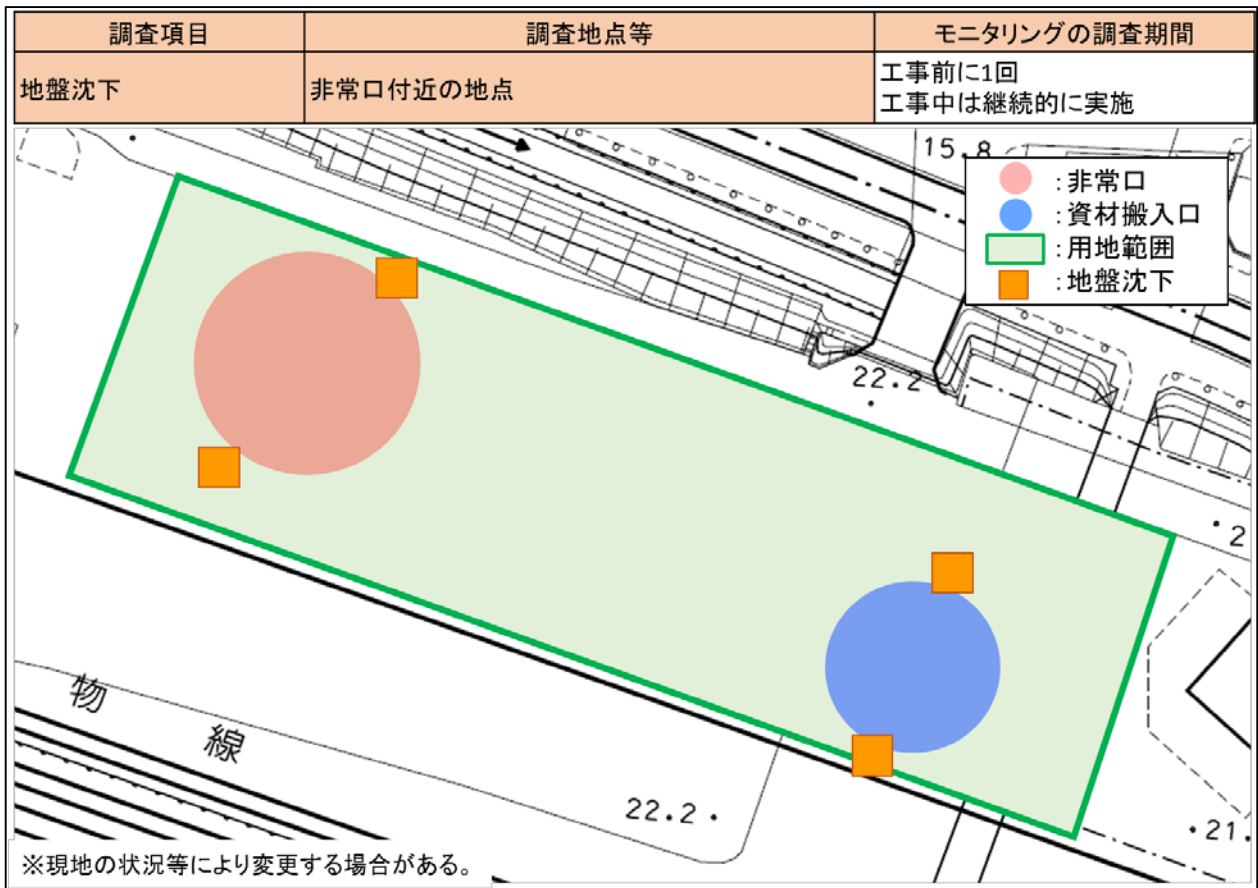 調査項目 調査地点等 モニタリングの調査期間
地盤沈下 非常口付近の地点 工事前に1回
工事中は継続的に実施
15.8
:非常口
:資材搬入口
:用地範囲
:地盤沈下
22.2
2
物線
22.2
21.
※現地の状況等により変更する場合がある。